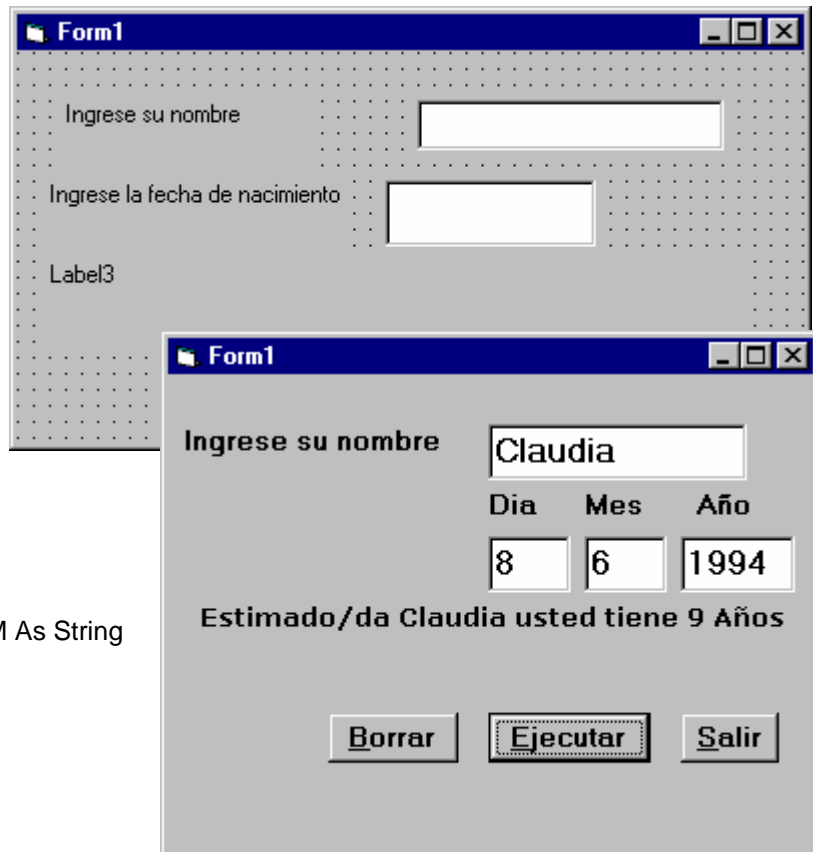 Form1
Ingrese su nombre
Ingrese la fecha de nacimiento
Label3
Form1
Ingrese su nombre
Claudia
Dia Mes Año
8 6 1994
Estimado/da Claudia usted tiene 9 Años
As String
Borrar Ejecutar Salir